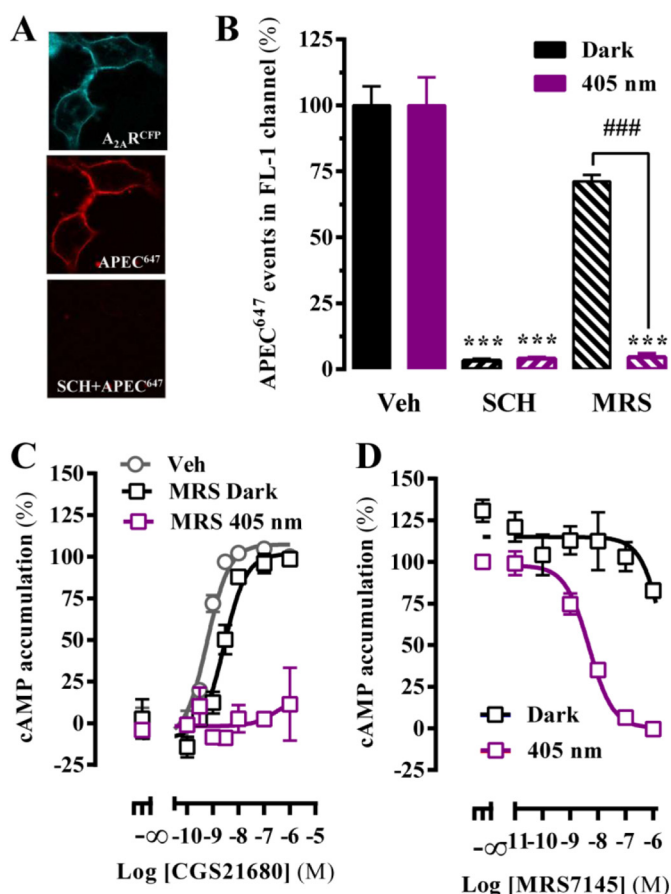 A
A2ARCFP
APEC647
SCH+APEC647
B
APEC647 events in FL-1 channel (%)
125
100
75
50
25
0
Dark
405 nm
###
*** *** ***
Veh SCH MRS
C
cAMP accumulation (%)
150
125
100
75
50
25
0
-25
Veh
MRS Dark
MRS 405 nm
-∞ -10 -9 -8 -7 -6 -5
Log [CGS21680] (M)
D
cAMP accumulation (%)
150
125
100
75
50
25
0
-25
Dark
405 nm
-∞ -11 -10 -9 -8 -7 -6
Log [MRS7145] (M)